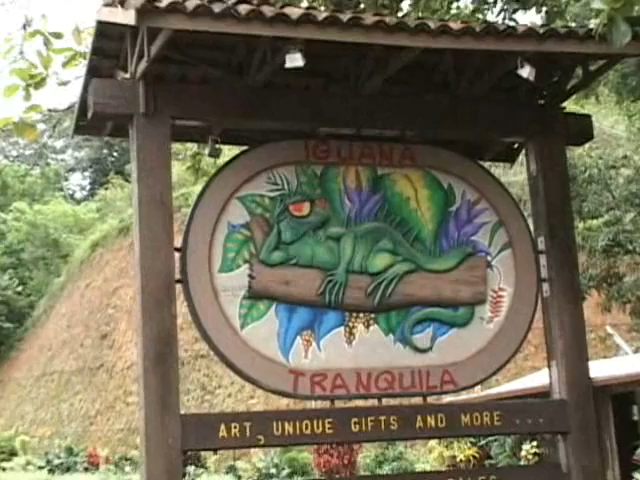 IGUANA
TRANQUILA
ART, UNIQUE GIFTS AND MORE ...